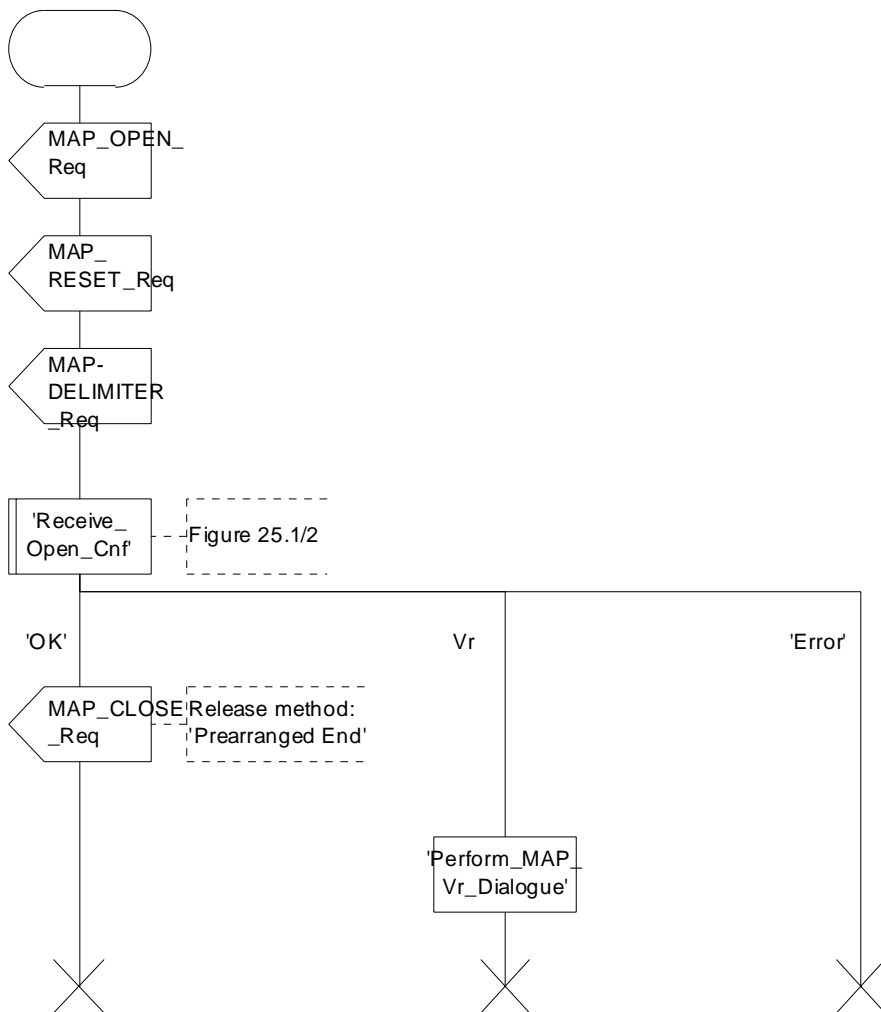 MAP_OPEN_
Req
MAP_
RESET_Req
MAP-
DELIMITER
_Req
'Receive_
Open_Cnf'
Figure 25.1/2
'OK'
Vr
'Error'
MAP_CLOSE
_Req
Release method:
'Prearranged End'
'Perform_MAP_
Vr_Dialogue'